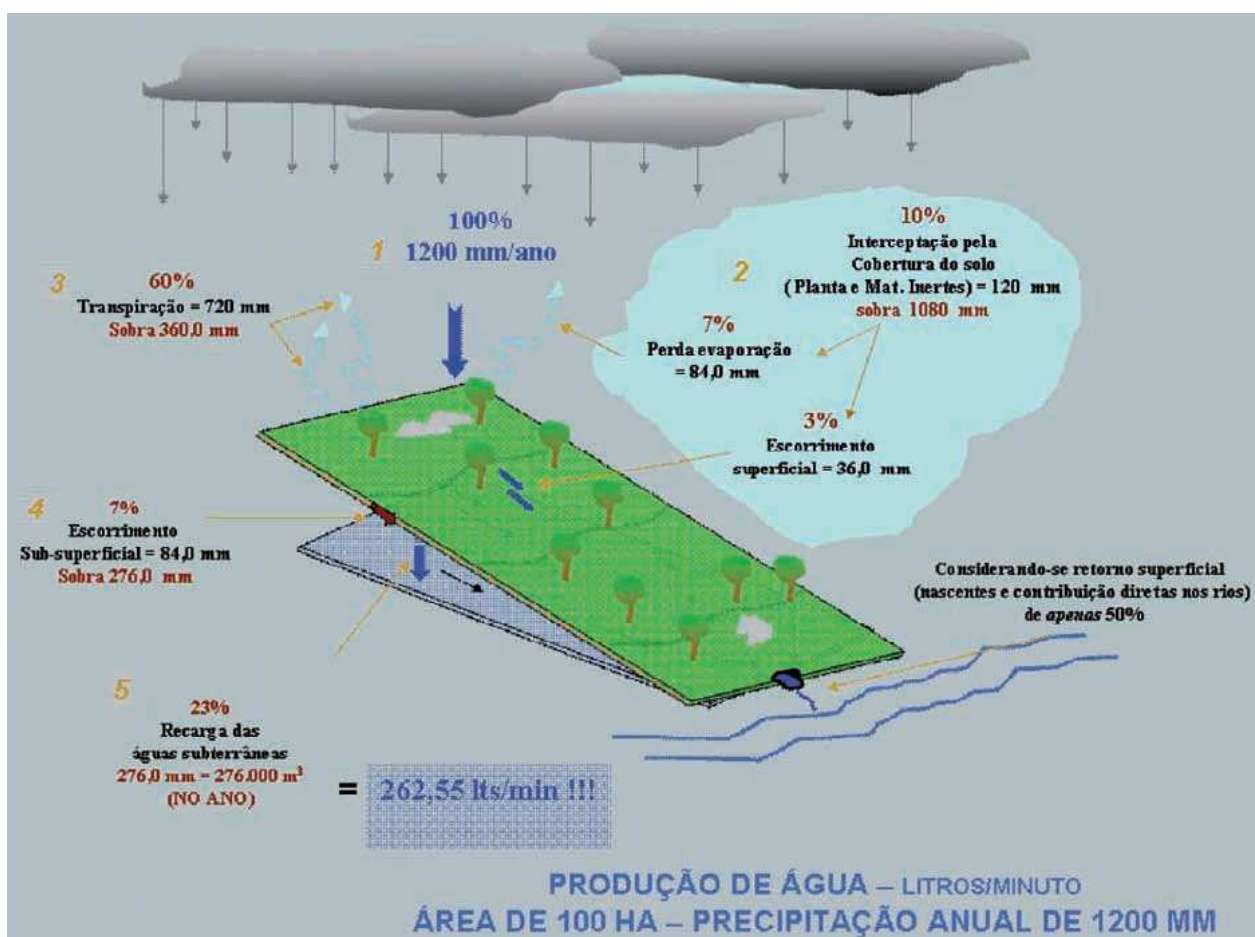 1
100%
1200 mm/ano
2
10%
Interceptação pela
Cobertura do solo
( Planta e Mat. Inertes) = 120 mm
sobra 1080 mm
7%
Perda evaporação
= 84,0 mm
3%
Escorrimento
superficial = 36,0 mm
3
60%
Transpiração = 720 mm
Sobra 360,0 mm
4
7%
Escorrimento
Sub-superficial = 84,0 mm
Sobra 276,0 mm
Considerando-se retorno superficial
(nascentes e contribuição diretas nos rios)
de apenas 50%
5
23%
Recarga das
águas subterrâneas
276,0 mm = 276.000 m³
(NO ANO)
= 262,55 lts/min !!!
PRODUÇÃO DE ÁGUA – LITROS/MINUTO
ÁREA DE 100 HA – PRECIPITAÇÃO ANUAL DE 1200 MM